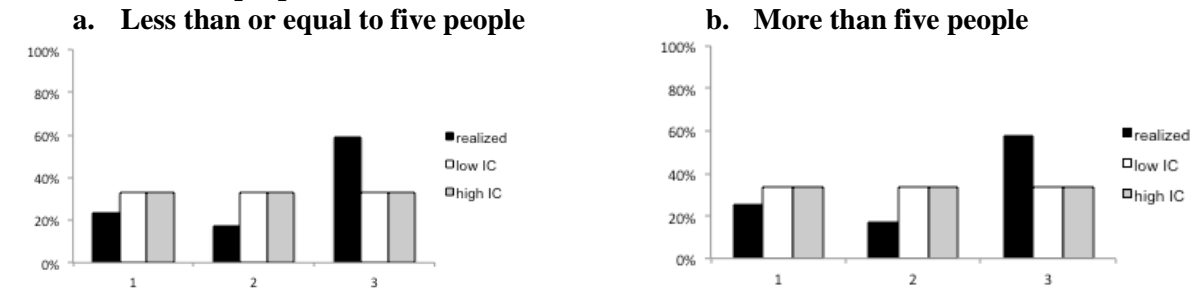 a. Less than or equal to five people
100%
80%
60%
40%
20%
0%
1 2 3
realized
low IC
high IC
b. More than five people
100%
80%
60%
40%
20%
0%
1 2 3
realized
low IC
high IC